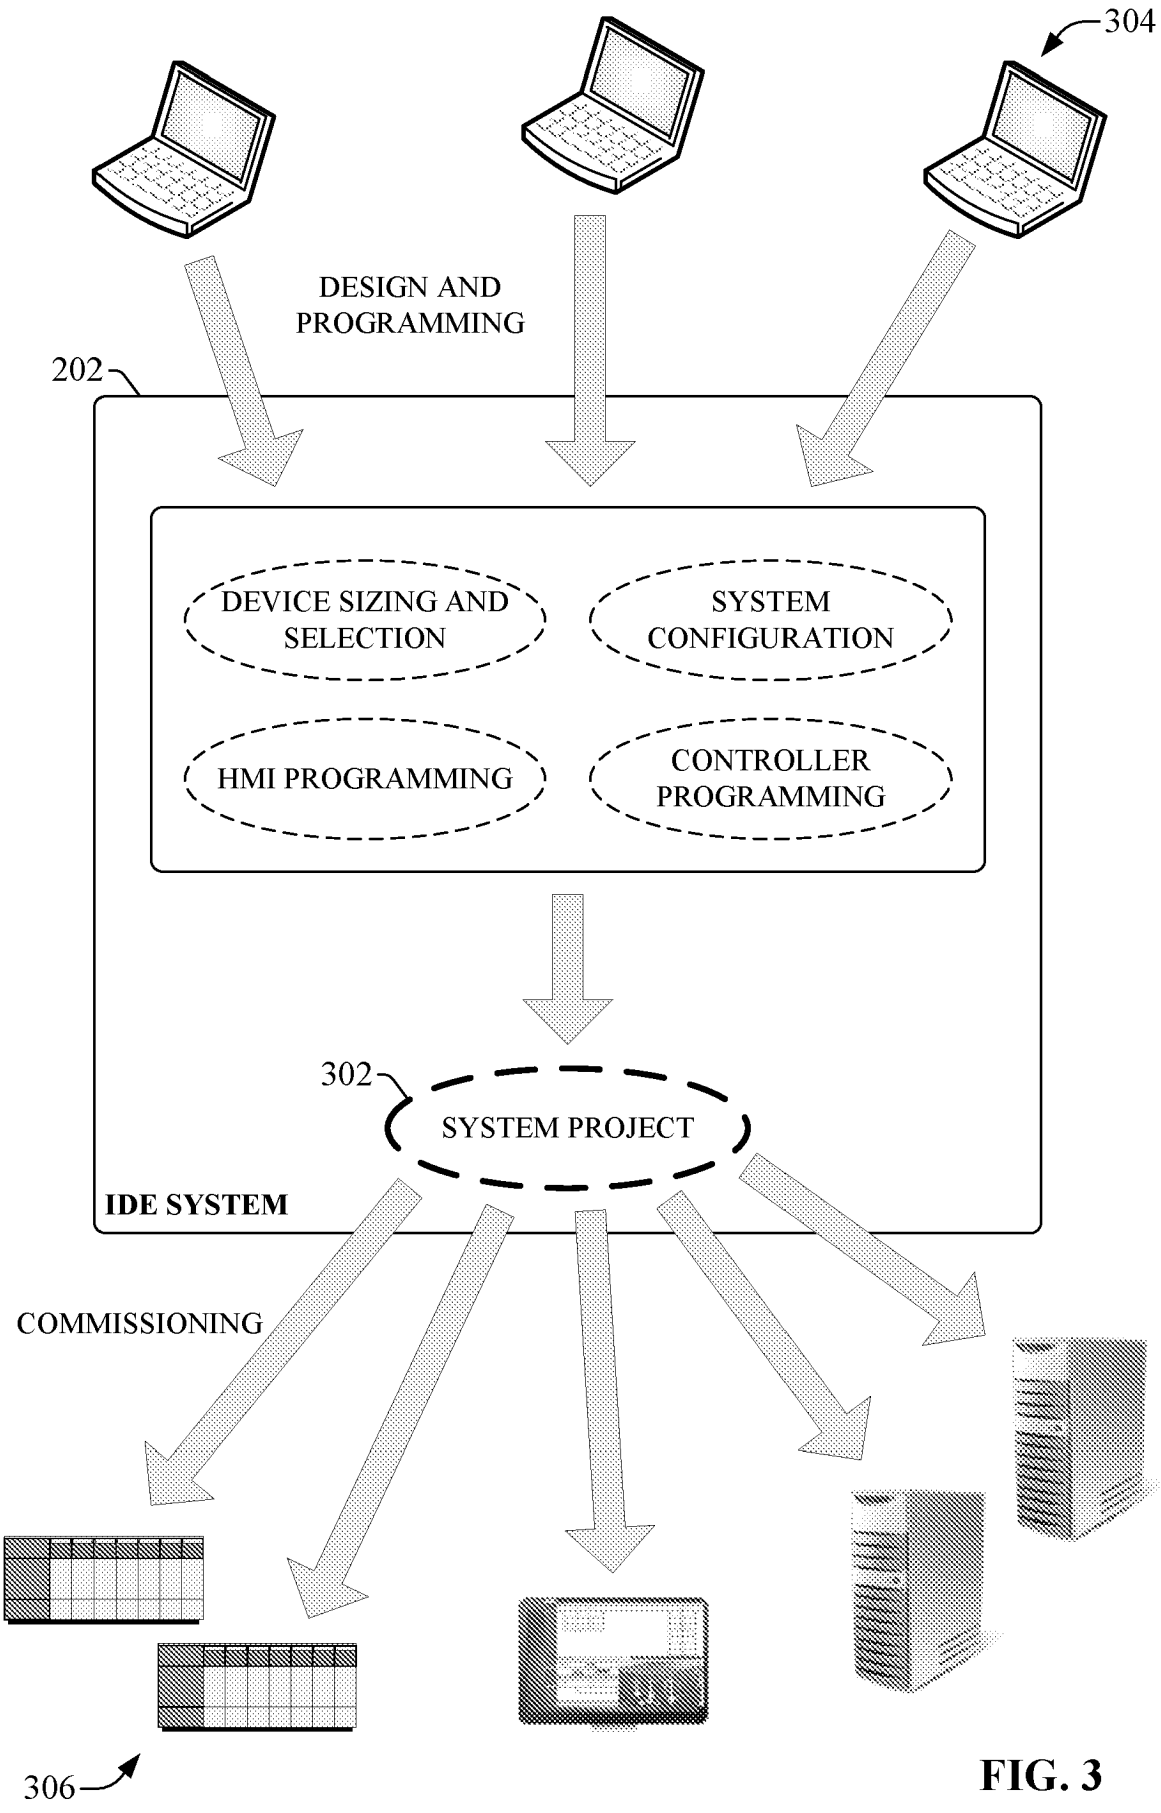 304
DESIGN AND
PROGRAMMING
202
DEVICE SIZING AND
SELECTION
SYSTEM
CONFIGURATION
HMI PROGRAMMING
CONTROLLER
PROGRAMMING
302
SYSTEM PROJECT
IDE SYSTEM
COMMISSIONING
306
FIG. 3